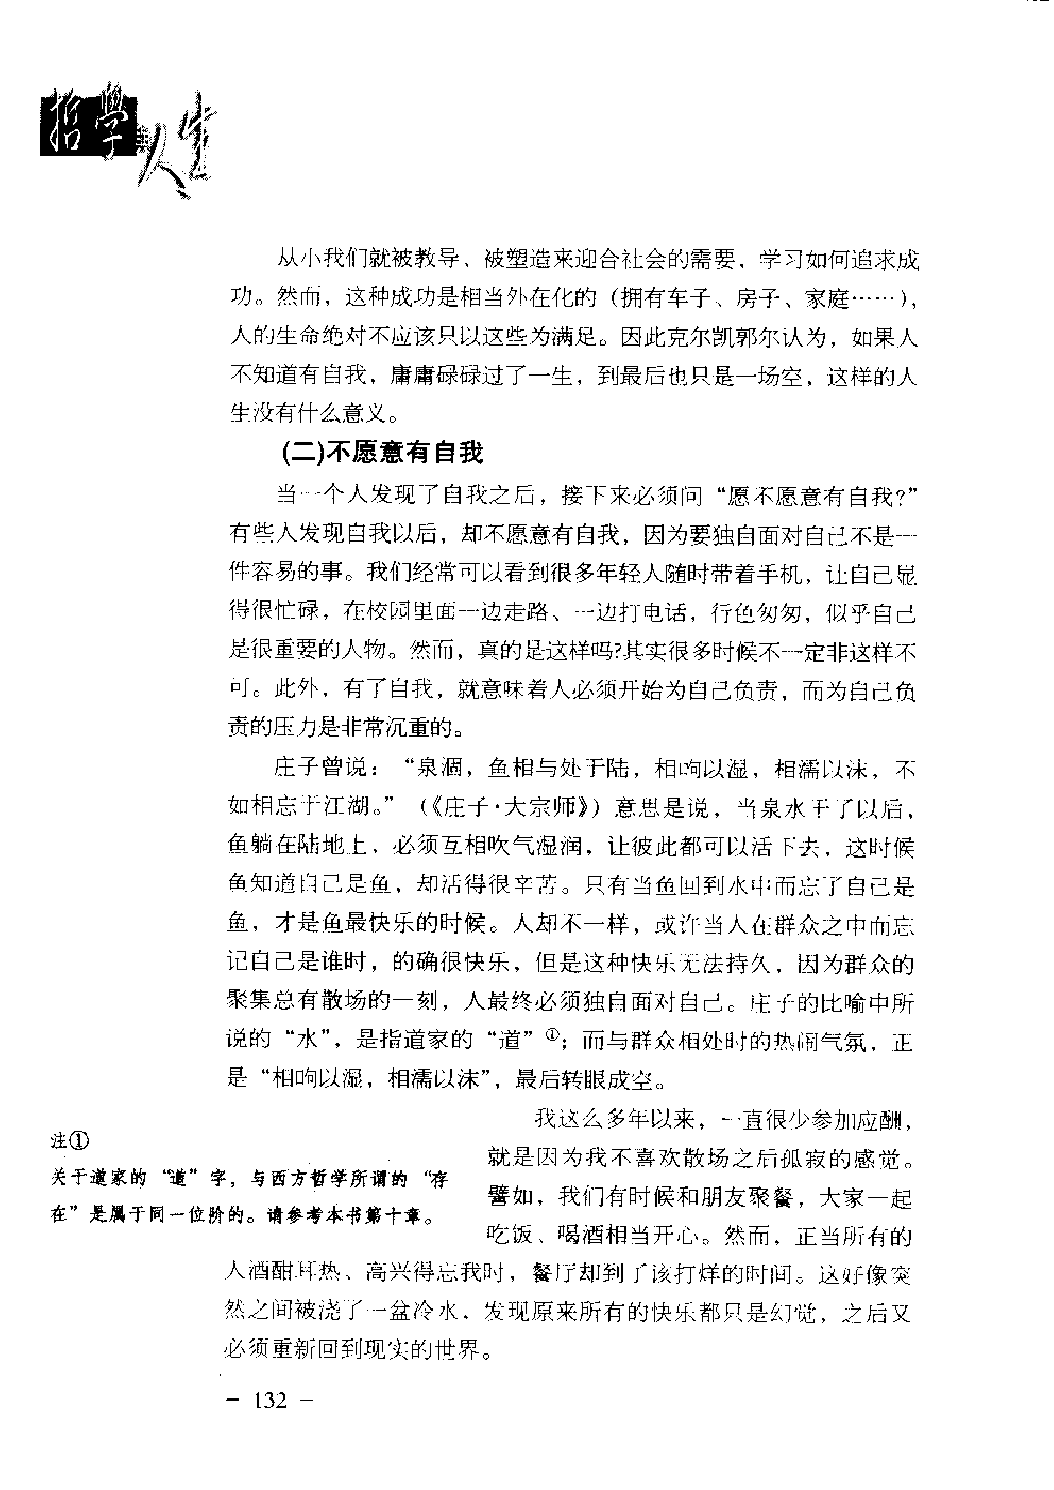 哲學与人生
从小我们就被教导、被塑造来迎合社会的需要，学习如何追求成
功。然而，这种成功是相当外在化的（拥有车子、房子、家庭……），
人的生命绝对不应该只以这些为满足。因此克尔凯郭尔认为，如果人
不知道有自我，庸庸碌碌过了一生，到最后也只是一场空，这样的人
生没有什么意义。
(二)不愿意有自我
当一个人发现了自我之后，接下来必须问“愿不愿意有自我?”
有些人发现自我以后，却不愿意有自我，因为要独自面对自己不是一
件容易的事。我们经常可以看到很多年轻人随时带着手机，让自己显
得很忙碌，在校园里面一边走路、一边打电话，行色匆匆，似乎自己
是很重要的人物。然而，真的是这样吗?其实很多时候不一定非这样不
可。此外，有了自我，就意味着人必须开始为自己负责，而为自己负
责的压力是非常沉重的。
庄子曾说：“泉涸，鱼相与处于陆，相呴以湿，相濡以沫，不
如相忘于江湖。”（《庄子·大宗师》）意思是说，当泉水干了以后，
鱼躺在陆地上，必须互相吹气湿润，让彼此都可以活下去，这时候
鱼知道自己是鱼，却活得很辛苦。只有当鱼回到水中而忘了自己是
鱼，才是鱼最快乐的时候。人却不一样，或许当人在群众之中而忘
记自己是谁时，的确很快乐，但是这种快乐无法持久，因为群众的
聚集总有散场的一刻，人最终必须独自面对自己。庄子的比喻中所
说的“水”，是指道家的“道”①；而与群众相处时的热闹气氛，正
是“相呴以湿，相濡以沫”，最后转眼成空。
我这么多年以来，一直很少参加应酬，
就是因为我不喜欢散场之后孤寂的感觉。
譬如，我们有时候和朋友聚餐，大家一起
吃饭、喝酒相当开心。然而，正当所有的
人酒酣耳热、高兴得忘我时，餐厅却到了该打烊的时间。这好像突
然之间被浇了一盆冷水，发现原来所有的快乐都只是幻觉，之后又
必须重新回到现实的世界。
注①
关于道家的“道”字，与西方哲学所谓的“存
在”是属于同一位阶的。请参考本书第十章。
- 132 -